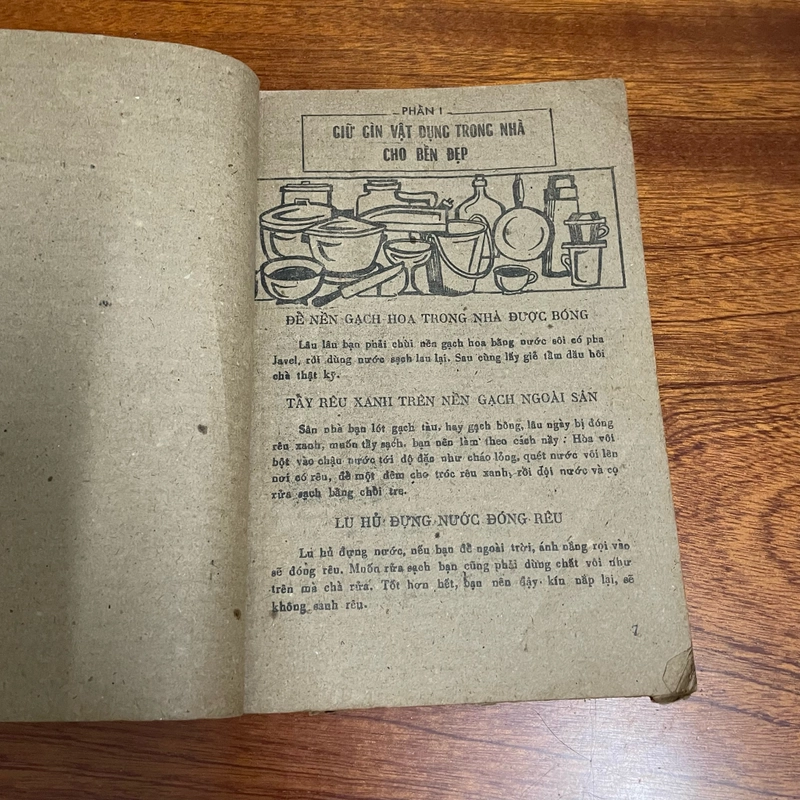 PHẦN I
GIỮ GÌN VẬT DỤNG TRONG NHÀ
CHO BỀN ĐẸP
ĐỂ NỀN GẠCH HOA TRONG NHÀ ĐƯỢC BÓNG
Lâu lâu bạn phải chùi nền gạch hoa bằng nước sôi có pha
Javel, rồi dùng nước sạch lau lại. Sau cùng lấy giẻ tẩm dầu hôi
chà thật kỹ.
TẨY RÊU XANH TRÊN NỀN GẠCH NGOÀI SÂN
Sân nhà bạn lót gạch tàu, hay gạch bông, lâu ngày bị đóng
rêu xanh, muốn tẩy sạch, bạn nên làm theo cách nầy : Hòa vôi
bột vào chậu nước tới độ đặc như cháo lỏng, quét nước vôi lên
nơi có rêu, để một đêm cho tróc rêu xanh, rồi dội nước và cọ
rửa sạch bằng chổi tre.
LU HỦ ĐỰNG NƯỚC ĐÓNG RÊU
Lu hủ đựng nước, nếu bạn để ngoài trời, ánh nắng rọi vào
sẽ đóng rêu. Muốn rửa sạch bạn cũng phải dùng chất vôi như
trên mà chà rửa. Tốt hơn hết, bạn nên đậy kín nắp lại, sẽ
không sanh rêu.
7